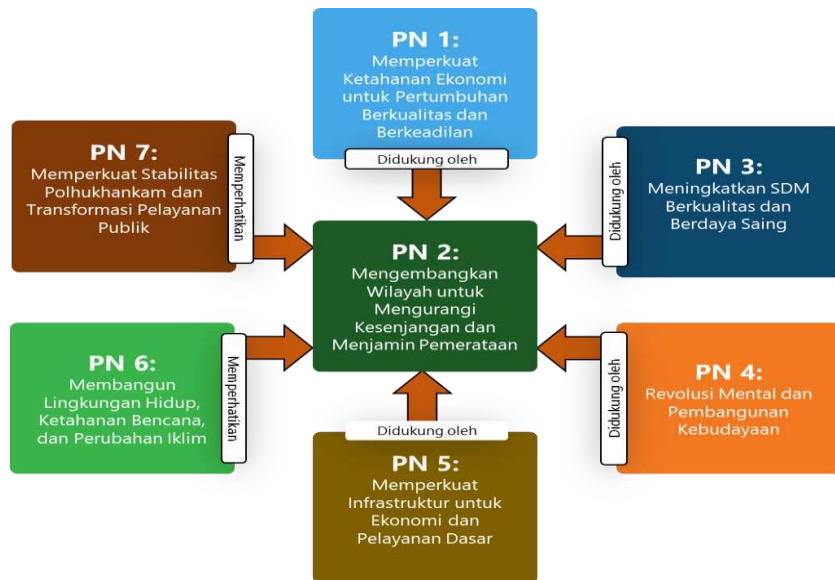 PN 1:
Memperkuat
Ketahanan Ekonomi
untuk Pertumbuhan
Berkualitas dan
Berkeadilan
Didukung oleh
PN 7:
Memperkuat Stabilitas
Polhukhankam dan
Transformasi Pelayanan
Publik
Memperhatikan
PN 3:
Meningkatkan SDM
Berkualitas dan
Berdaya Saing
Didukung oleh
PN 2:
Mengembangkan
Wilayah untuk
Mengurangi
Kesenjangan dan
Menjamin Pemerataan
PN 6:
Membangun
Lingkungan Hidup,
Ketahanan Bencana,
dan Perubahan Iklim
Memperhatikan
PN 4:
Revolusi Mental dan
Pembangunan
Kebudayaan
Didukung oleh
Didukung oleh
PN 5:
Memperkuat
Infrastruktur untuk
Ekonomi dan
Pelayanan Dasar